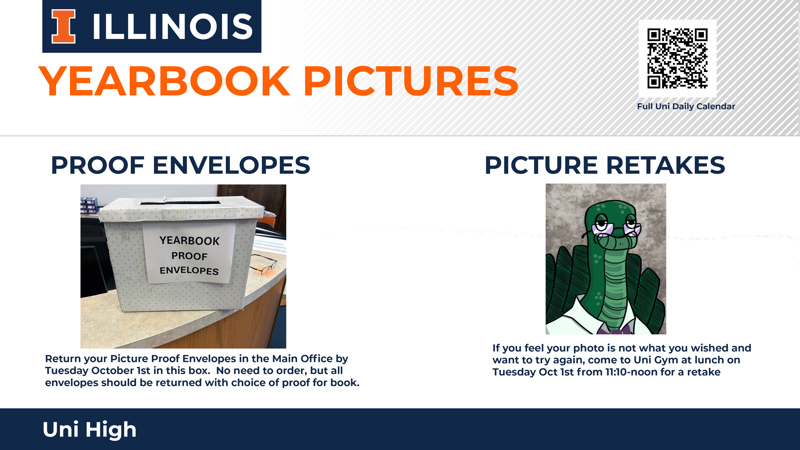 I ILLINOIS
YEARBOOK PICTURES
Full Uni Daily Calendar
PROOF ENVELOPES
YEARBOOK
PROOF
ENVELOPES
Return your Picture Proof Envelopes in the Main Office by
Tuesday October 1st in this box.  No need to order, but all
envelopes should be returned with choice of proof for book.
PICTURE RETAKES
If you feel your photo is not what you wished and
want to try again, come to Uni Gym at lunch on
Tuesday Oct 1st from 11:10-noon for a retake
Uni High